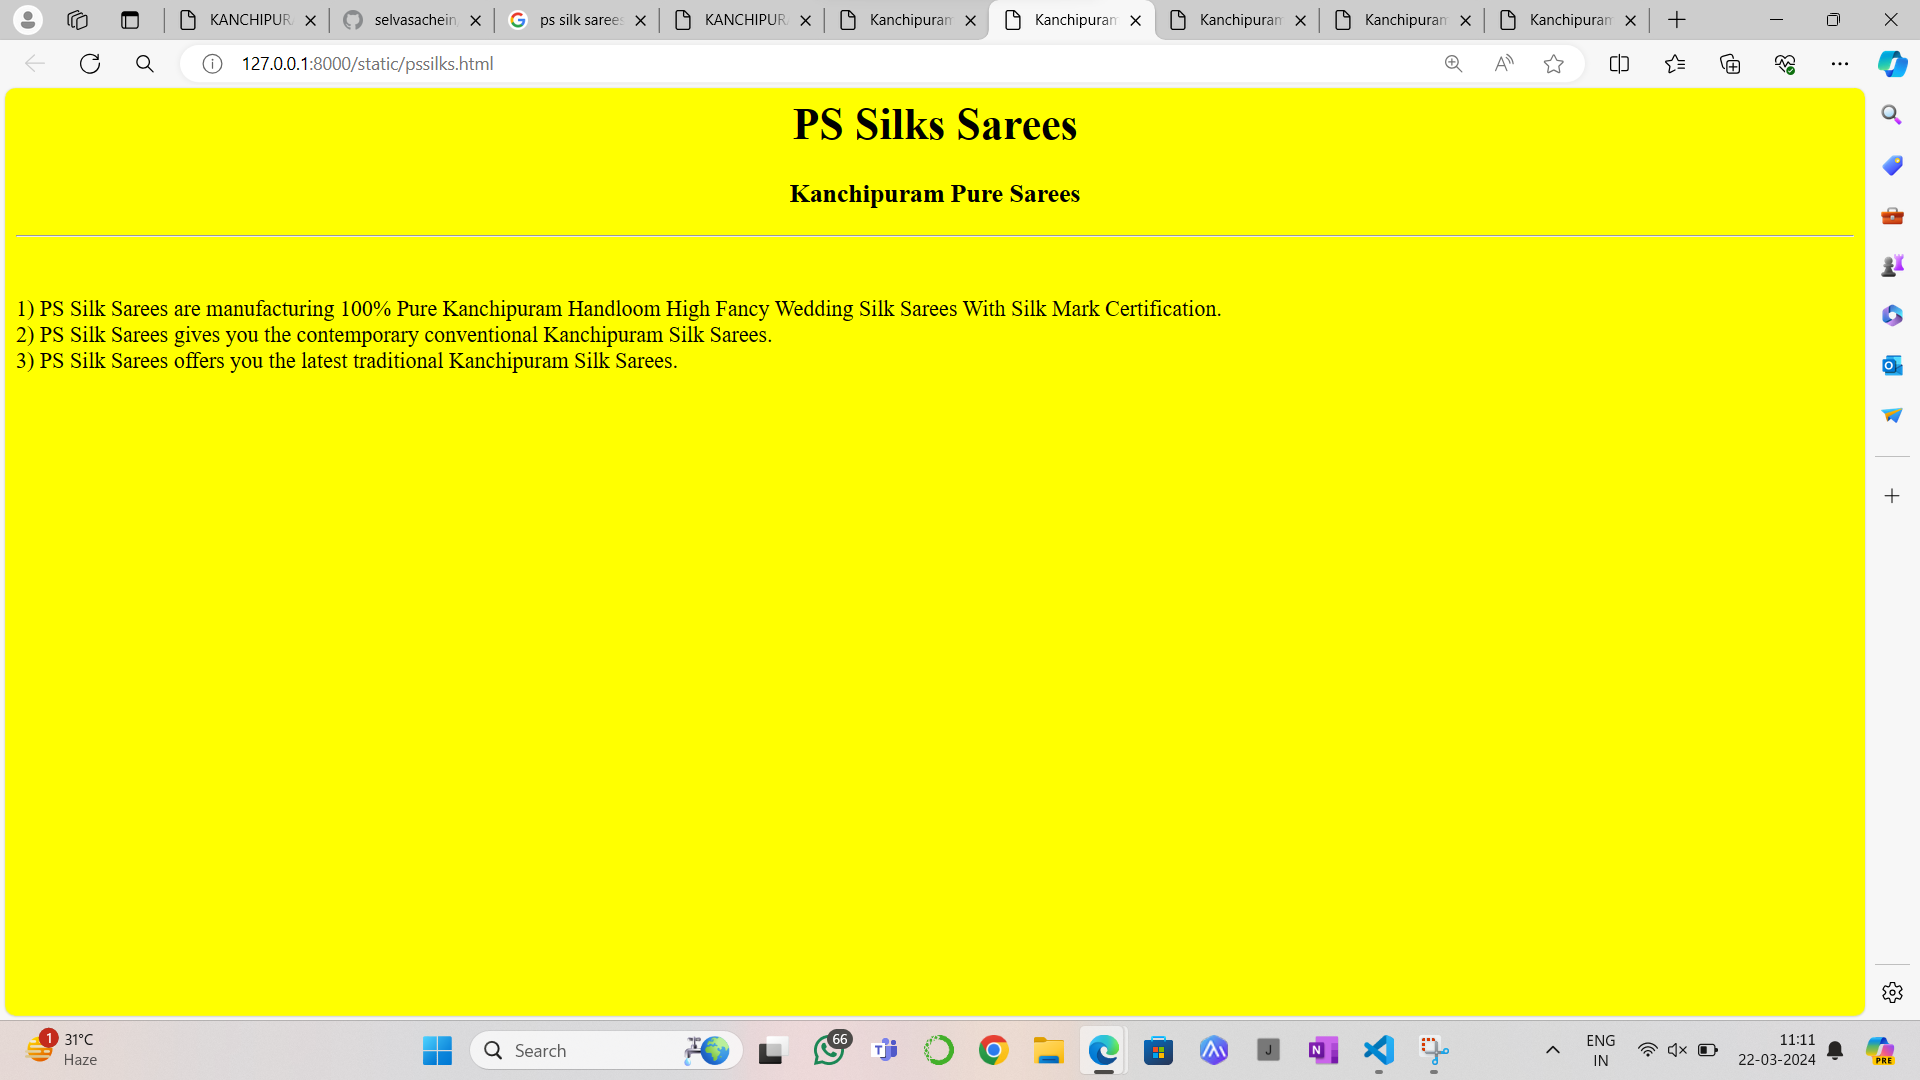 KANCHIPUR
selvasachein
ps silk sarees
KANCHIPUR
Kanchipuram
Kanchipuram
Kanchipuram
Kanchipuram
Kanchipuram
127.0.0.1:8000/static/pssilks.html
PS Silks Sarees
Kanchipuram Pure Sarees
1) PS Silk Sarees are manufacturing 100% Pure Kanchipuram Handloom High Fancy Wedding Silk Sarees With Silk Mark Certification.
2) PS Silk Sarees gives you the contemporary conventional Kanchipuram Silk Sarees.
3) PS Silk Sarees offers you the latest traditional Kanchipuram Silk Sarees.
1
31°C
Haze
Search
66
J
N
ENG
IN
11:11
22-03-2024
PRE